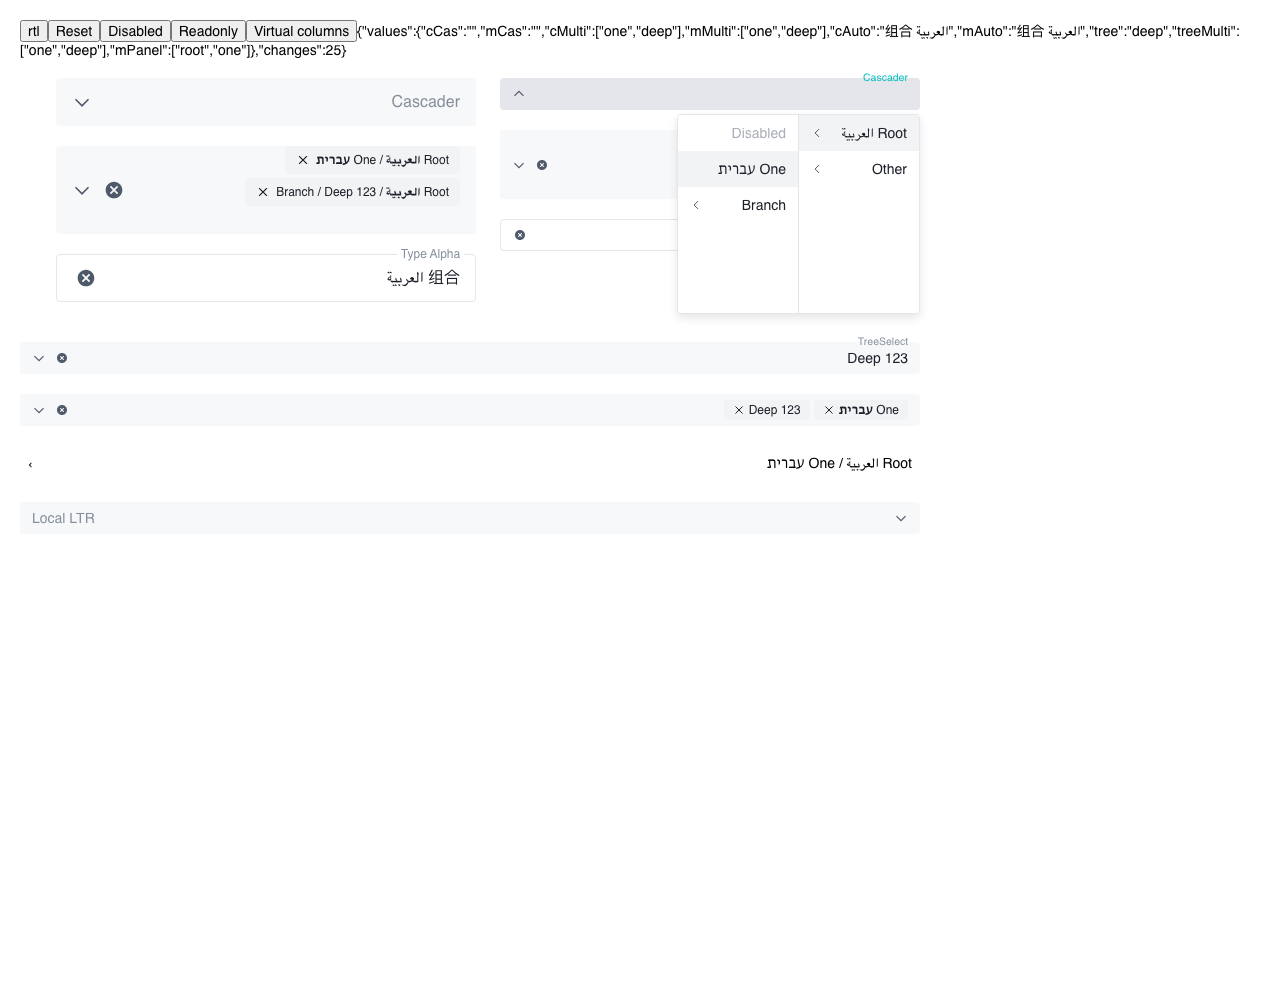 rtl Reset Disabled Readonly Virtual columns {"values":{"cCas":"","mCas":"","cMulti":["one","deep"],"mMulti":["one","deep"],"cAuto":"组合 العربية","mAuto":"组合 العربية","tree":"deep","treeMulti":
["one","deep"],"mPanel":["root","one"]},"changes":25}
Cascader
Cascader
Root العربية / One עברית
Root العربية / Branch / Deep 123
Type Alpha
组合 العربية
Root العربية
Other
Disabled
One עברית
Branch
TreeSelect
Deep 123
One עברית
Deep 123
Root العربية / One עברית
Local LTR